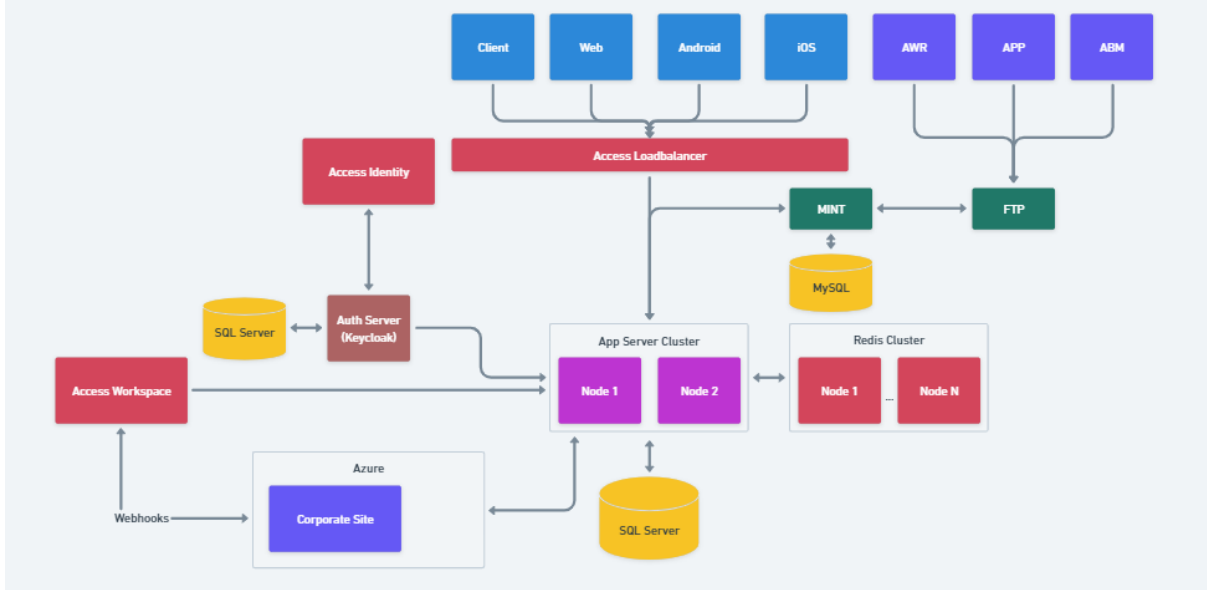 Client
Web
Android
iOS
AWR
APP
ABM
Access Loadbalancer
Access Identity
MINT
FTP
MySQL
SQL Server
Auth Server
(Keycloak)
App Server Cluster
Redis Cluster
Access Workspace
Node 1
Node 2
Node 1
...
Node N
Azure
Webhooks
Corporate Site
SQL Server